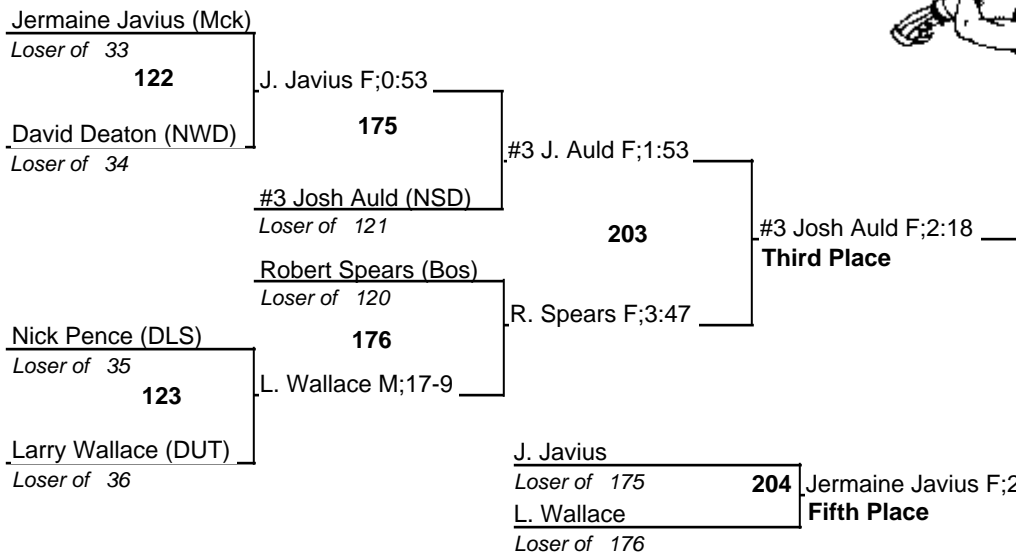 Jermaine Javius (Mck)
Loser of 33
122
J. Javius F;0:53
David Deaton (NWD)
Loser of 34
175
#3 J. Auld F;1:53
#3 Josh Auld (NSD)
Loser of 121
203
#3 Josh Auld F;2:18
Third Place
Robert Spears (Bos)
Loser of 120
R. Spears F;3:47
Nick Pence (DLS)
Loser of 35
176
123
L. Wallace M;17-9
Larry Wallace (DUT)
Loser of 36
J. Javius
Loser of 175
204
Jermaine Javius F;2
Fifth Place
L. Wallace
Loser of 176